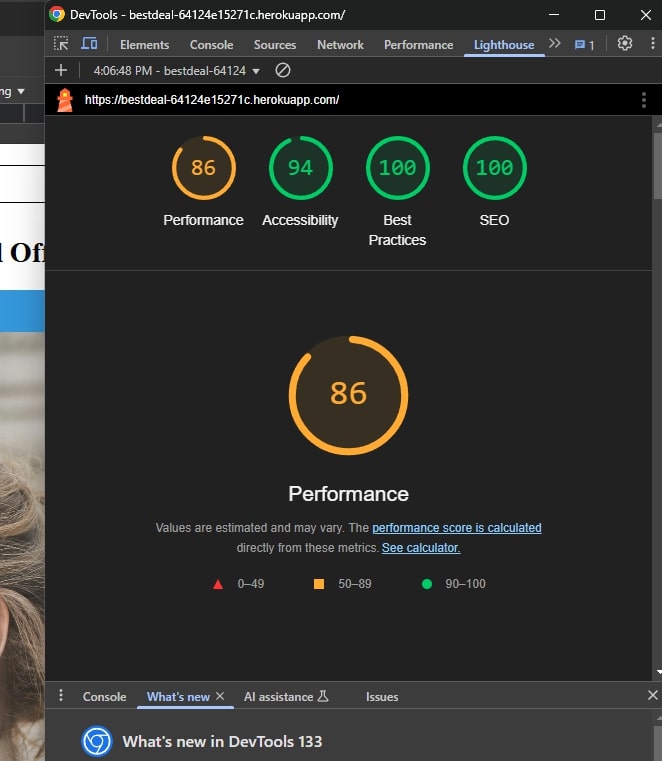 DevTools - bestdeal-64124e15271c.herokuapp.com/
Elements Console Sources Network Performance Lighthouse 1
4:06:48 PM - bestdeal-64124
ng
https://bestdeal-64124e15271c.herokuapp.com/
86 94 100 100
Performance Accessibility Best Practices SEO
l Off
86
Performance
Values are estimated and may vary. The performance score is calculated
directly from these metrics. See calculator.
0–49 50–89 90–100
Console What's new AI assistance Issues
What's new in DevTools 133